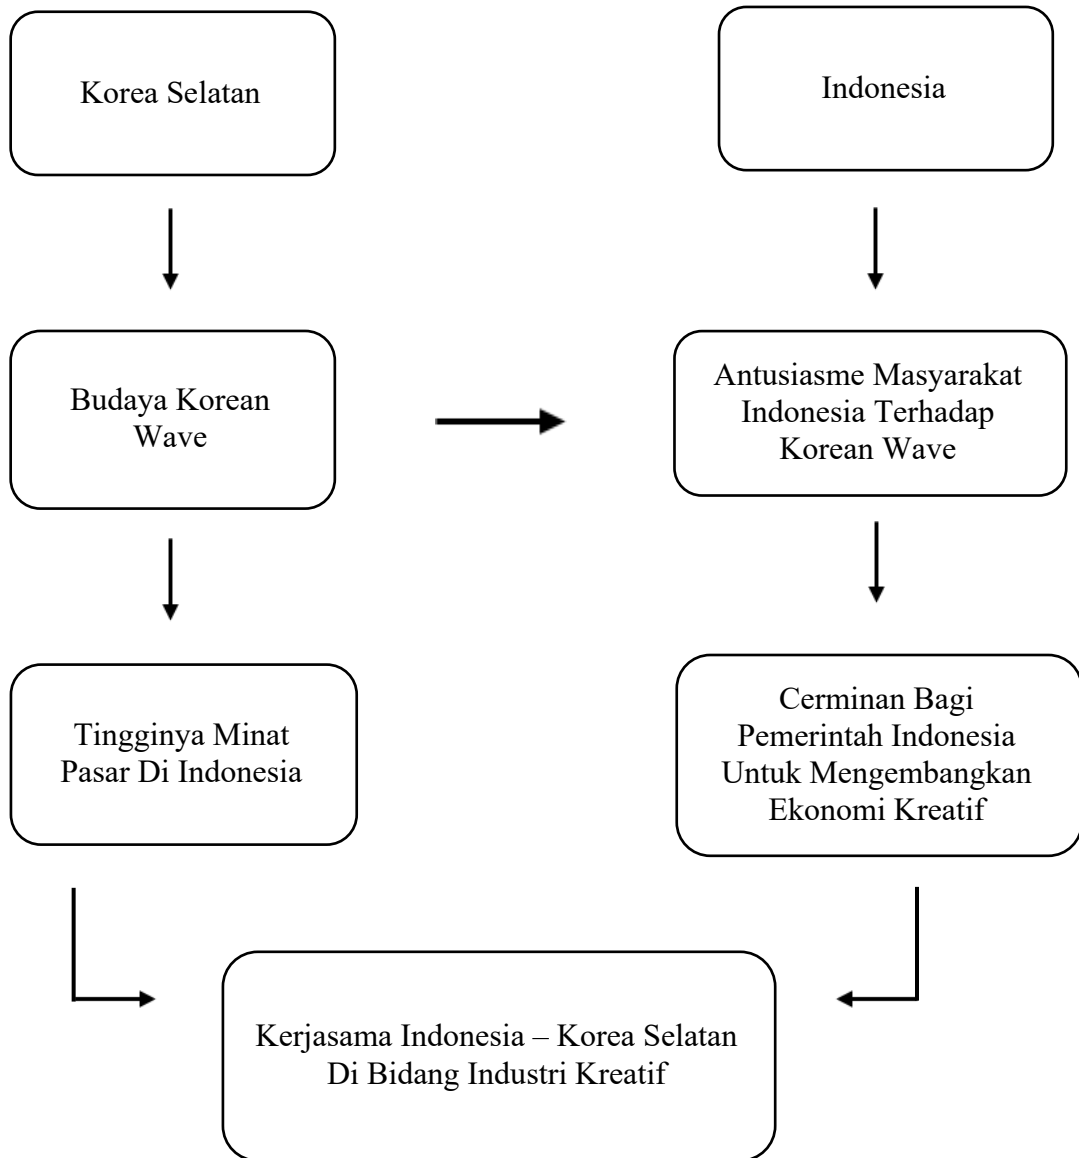 Korea Selatan
Indonesia
Budaya Korean
Wave
Antusiasme Masyarakat
Indonesia Terhadap
Korean Wave
Tingginya Minat
Pasar Di Indonesia
Cerminan Bagi
Pemerintah Indonesia
Untuk Mengembangkan
Ekonomi Kreatif
Kerjasama Indonesia – Korea Selatan
Di Bidang Industri Kreatif